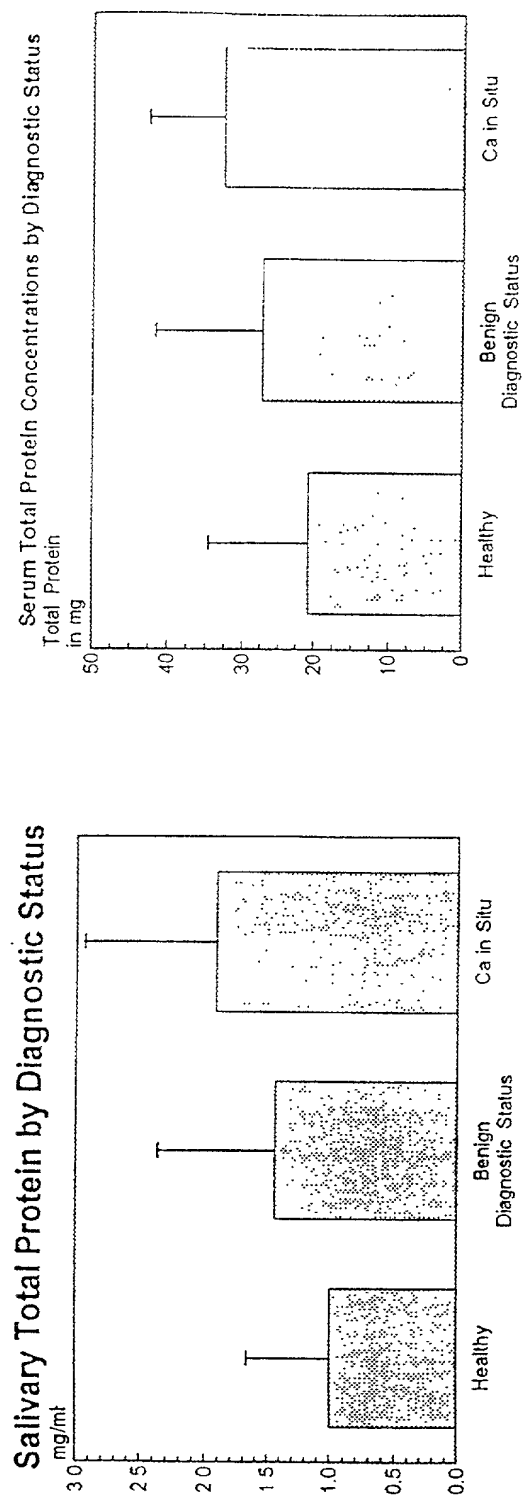 Salivary Total Protein by Diagnostic Status
mg/ml
3 0
2 5
2 0
1 5
1 0
0.5
0.0
Healthy
Benign
Ca in Situ
Diagnostic Status
Serum Total Protein Concentrations by Diagnostic Status
Total Protein
in mg
50
40
30
20
10
0
Healthy
Benign
Ca in Situ
Diagnostic Status